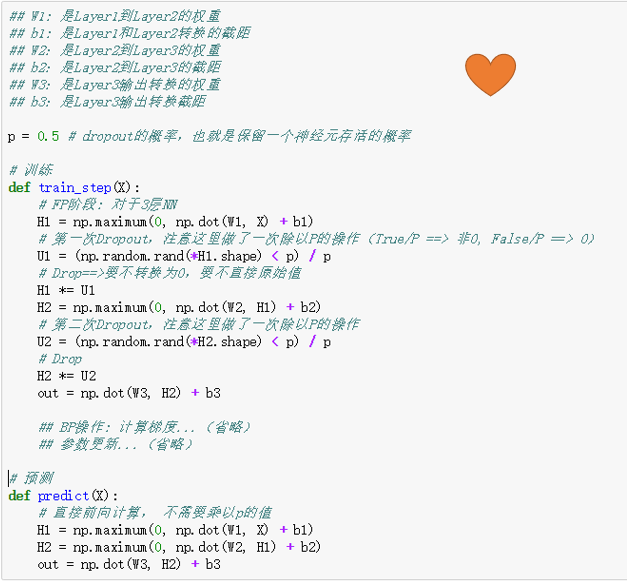 ## W1: 是Layer1到Layer2的权重
## b1: 是Layer1和Layer2转换的截距
## W2: 是Layer2到Layer3的权重
## b2: 是Layer2到Layer3的截距
## W3: 是Layer3输出转换的权重
## b3: 是Layer3输出转换截距
p = 0.5 # dropout的概率，也就是保留一个神经元存活的概率
# 训练
def train_step(X):
# FP阶段: 对于3层NN
H1 = np.maximum(0, np.dot(W1, X) + b1)
# 第一次Dropout，注意这里做了一次除以P的操作（True/P ==> 非0, False/P ==> 0）
U1 = (np.random.rand(*H1.shape) < p) / p
# Drop==>要不转换为0，要不直接原始值
H1 *= U1
H2 = np.maximum(0, np.dot(W2, H1) + b2)
# 第二次Dropout，注意这里做了一次除以P的操作
U2 = (np.random.rand(*H2.shape) < p) / p
# Drop
H2 *= U2
out = np.dot(W3, H2) + b3
## BP操作: 计算梯度...（省略）
## 参数更新...（省略）
# 预测
def predict(X):
# 直接前向计算， 不需要乘以p的值
H1 = np.maximum(0, np.dot(W1, X) + b1)
H2 = np.maximum(0, np.dot(W2, H1) + b2)
out = np.dot(W3, H2) + b3